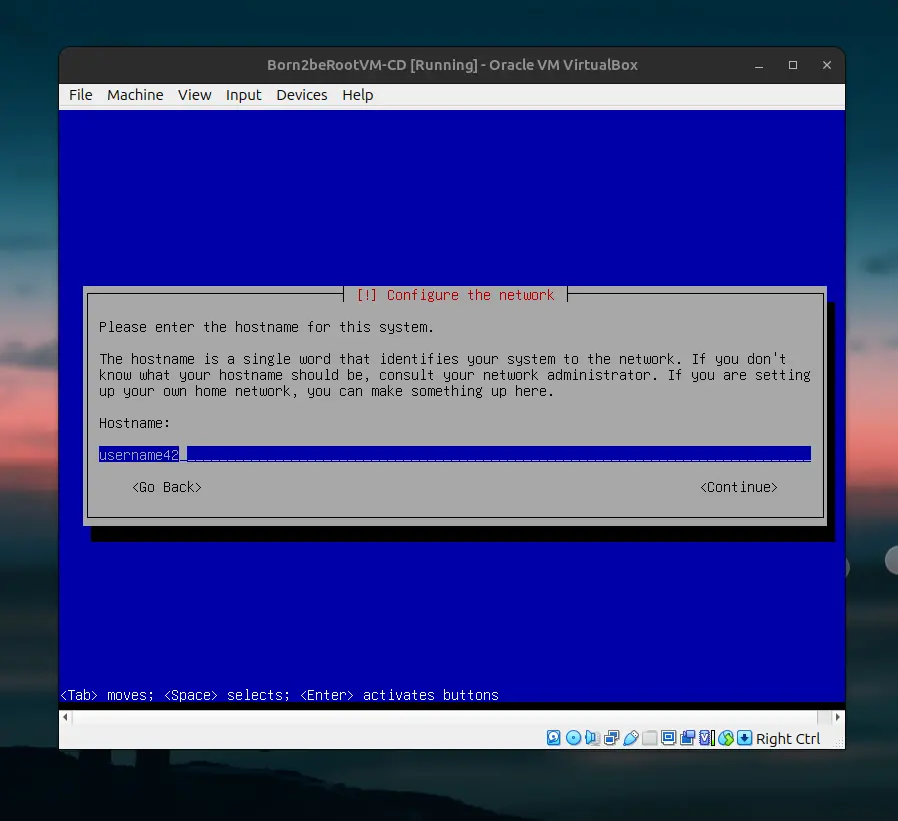 Born2beRootVM-CD [Running] - Oracle VM VirtualBox
File Machine View Input Devices Help
[!] Configure the network
Please enter the hostname for this system.
The hostname is a single word that identifies your system to the network. If you don't
know what your hostname should be, consult your network administrator. If you are setting
up your own home network, you can make something up here.
Hostname:
username42
<Go Back> <Continue>
<Tab> moves; <Space> selects; <Enter> activates buttons
Right Ctrl